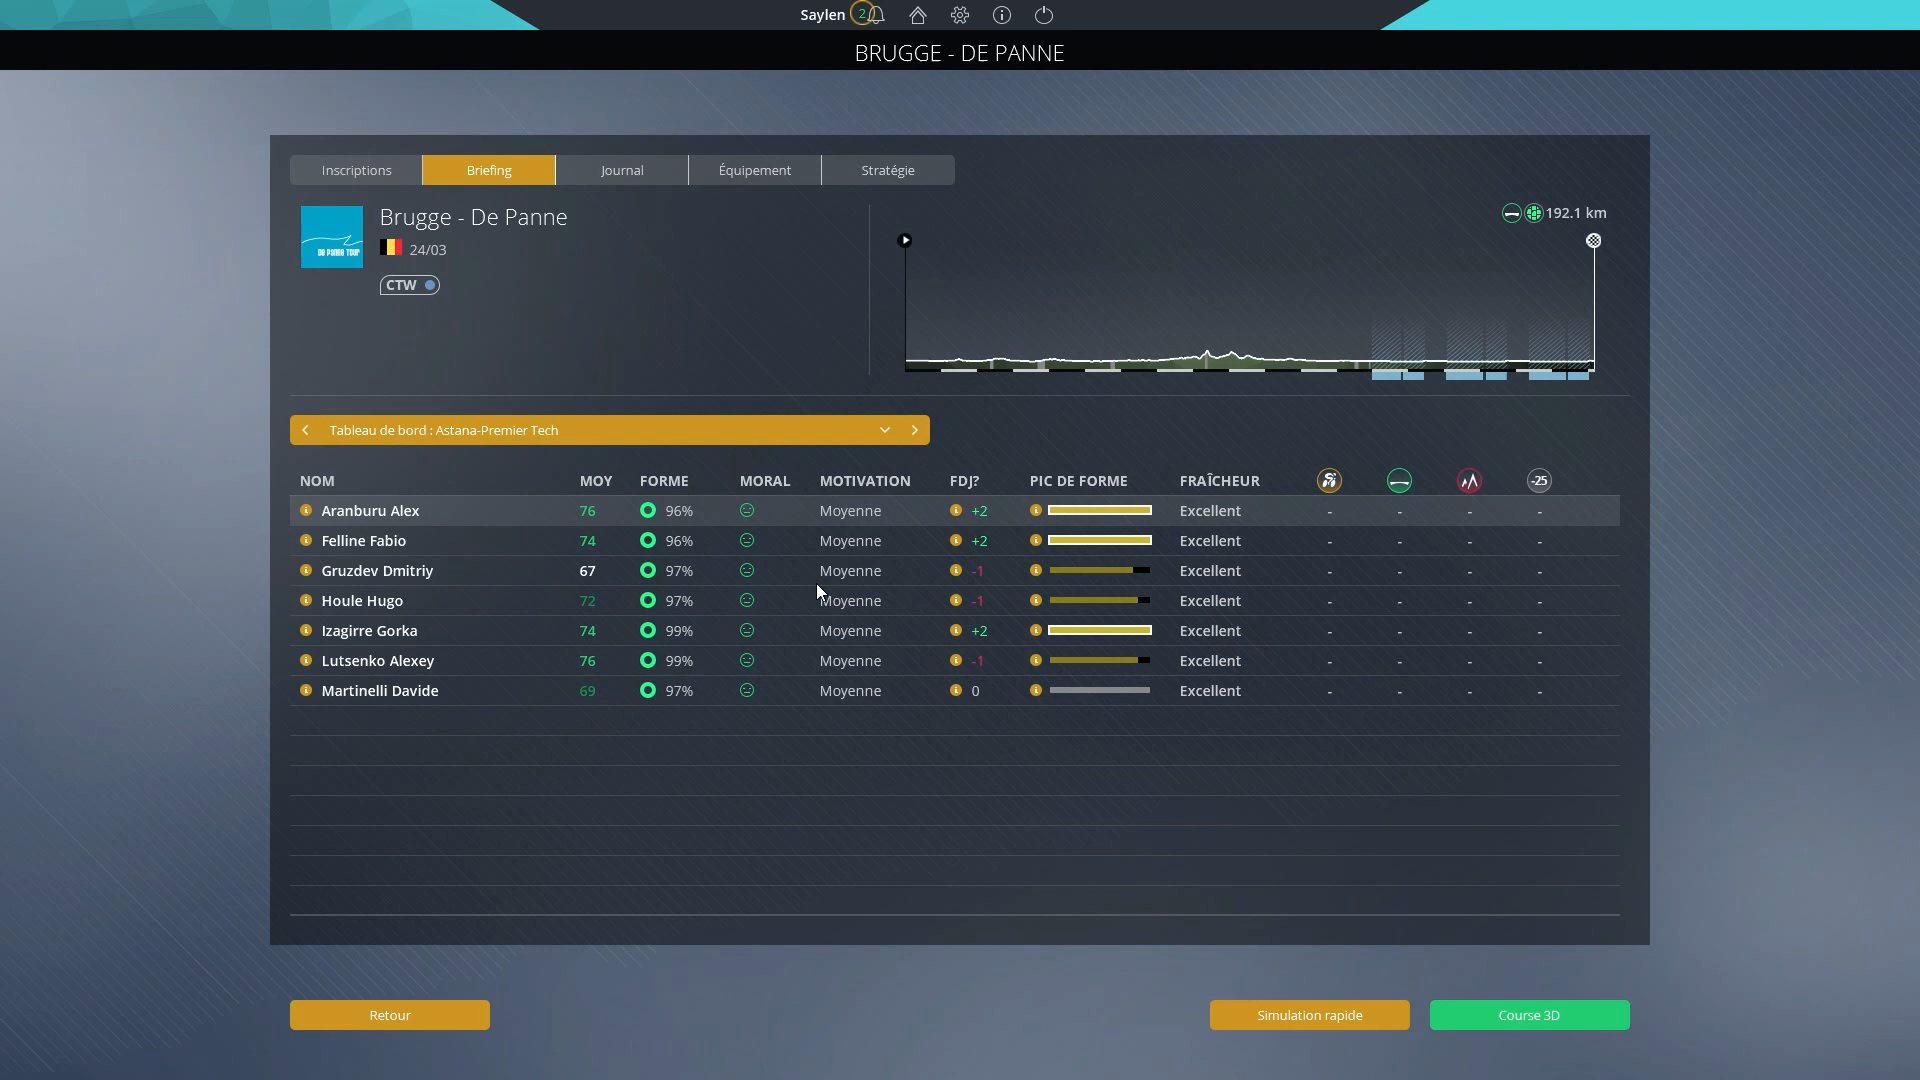 Saylen 2
BRUGGE - DE PANNE
Inscriptions Briefing Journal Équipement Stratégie
Brugge - De Panne
24/03
DE PANNE TOUR
CTW
192.1 km
Tableau de bord : Astana-Premier Tech
NOM MOY FORME MORAL MOTIVATION FDJ? PIC DE FORME FRAÎCHEUR -25
Aranburu Alex 76 96% Moyenne +2 Excellent - - - -
Felline Fabio 74 96% Moyenne +2 Excellent - - - -
Gruzdev Dmitriy 67 97% Moyenne -1 Excellent - - - -
Houle Hugo 72 97% Moyenne -1 Excellent - - - -
Izagirre Gorka 74 99% Moyenne +2 Excellent - - - -
Lutsenko Alexey 76 99% Moyenne -1 Excellent - - - -
Martinelli Davide 69 97% Moyenne 0 Excellent - - - -
Retour Simulation rapide Course 3D